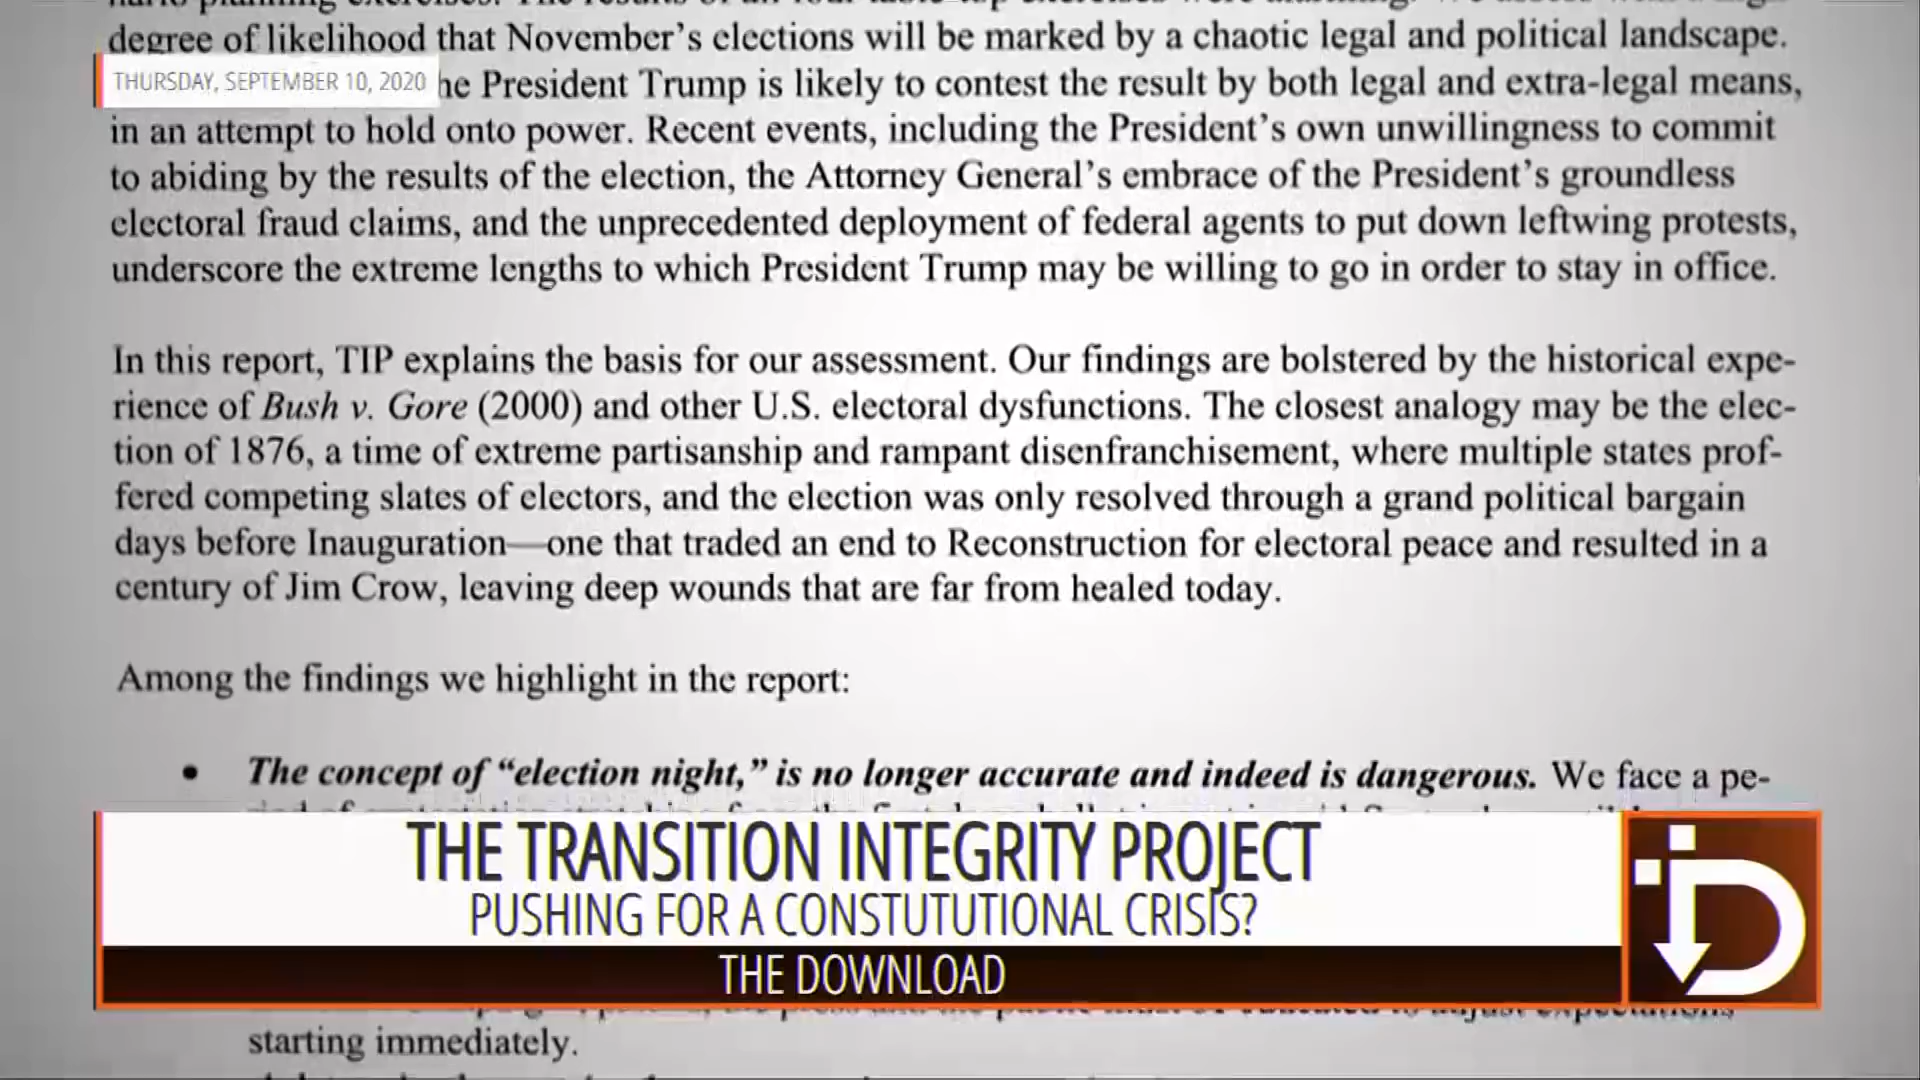 degree of likelihood that November's elections will be marked by a chaotic legal and political landscape.
THURSDAY, SEPTEMBER 10, 2020
he President Trump is likely to contest the result by both legal and extra-legal means,
in an attempt to hold onto power. Recent events, including the President's own unwillingness to commit
to abiding by the results of the election, the Attorney General's embrace of the President's groundless
electoral fraud claims, and the unprecedented deployment of federal agents to put down leftwing protests,
underscore the extreme lengths to which President Trump may be willing to go in order to stay in office.
In this report, TIP explains the basis for our assessment. Our findings are bolstered by the historical expe-
rience of Bush v. Gore (2000) and other U.S. electoral dysfunctions. The closest analogy may be the elec-
tion of 1876, a time of extreme partisanship and rampant disenfranchisement, where multiple states prof-
fered competing slates of electors, and the election was only resolved through a grand political bargain
days before Inauguration—one that traded an end to Reconstruction for electoral peace and resulted in a
century of Jim Crow, leaving deep wounds that are far from healed today.
Among the findings we highlight in the report:
• The concept of “election night,” is no longer accurate and indeed is dangerous. We face a pe-
THE TRANSITION INTEGRITY PROJECT
PUSHING FOR A CONSTUTUTIONAL CRISIS?
THE DOWNLOAD
D
starting immediately.